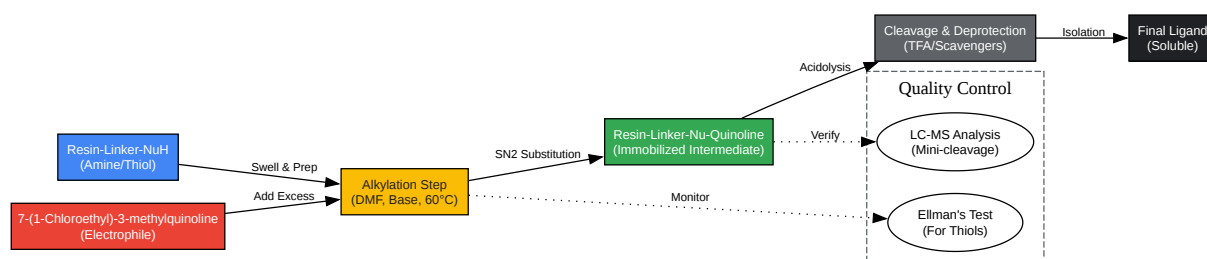 Cleavage & Deprotection
(TFA/Scavengers)
Isolation
Final Ligand
(Soluble)
Acidolysis
Quality Control
Resin-Linker-Nu-Quinoline
(Immobilized Intermediate)
Verify
LC-MS Analysis
(Mini-cleavage)
Resin-Linker-NuH
(Amine/Thiol)
Swell & Prep
SN2 Substitution
Alkylation Step
(DMF, Base, 60°C)
Add Excess
Monitor
7-(1-Chloroethyl)-3-methylquinoline
(Electrophile)
Ellman's Test
(For Thiols)